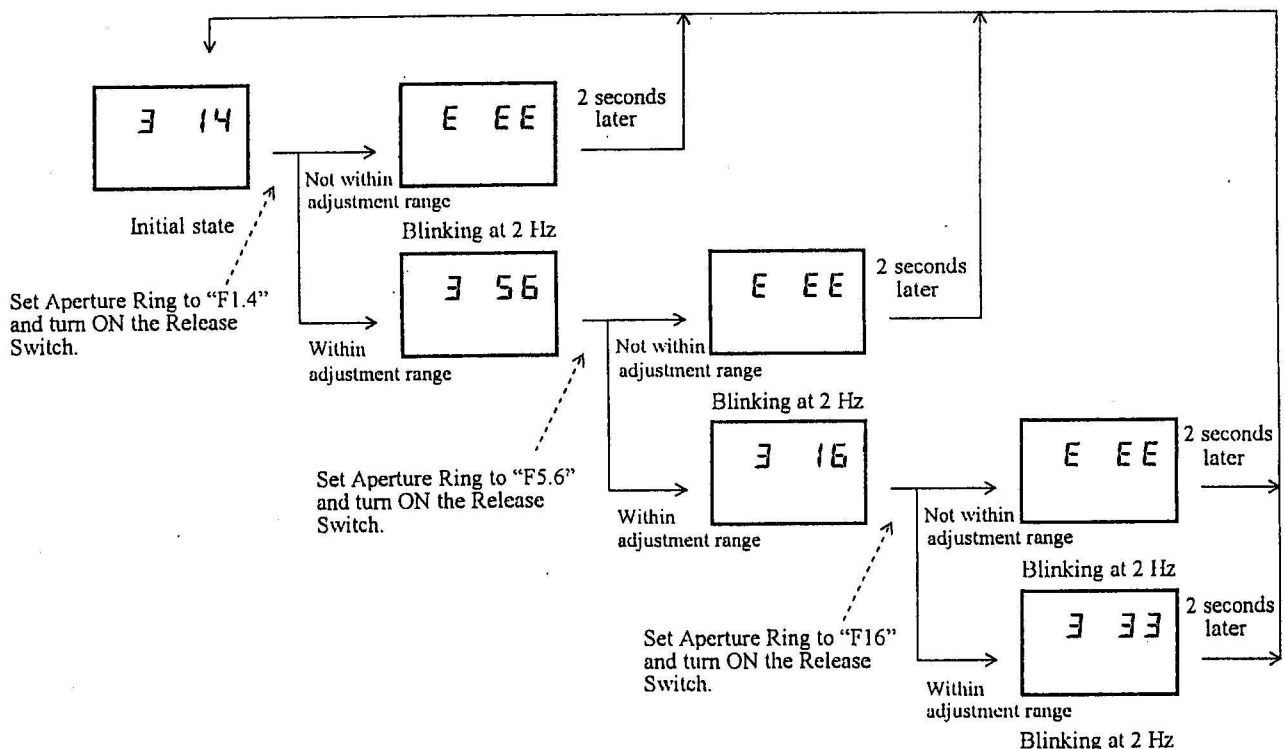 3 14
Initial state
Set Aperture Ring to “F1.4”
and turn ON the Release
Switch.
Not within
adjustment range
E EE
Blinking at 2 Hz
2 seconds
later
Within
adjustment range
3 56
Set Aperture Ring to “F5.6”
and turn ON the Release
Switch.
Not within
adjustment range
E EE
Blinking at 2 Hz
2 seconds
later
Within
adjustment range
3 16
Set Aperture Ring to “F16”
and turn ON the Release
Switch.
Not within
adjustment range
E EE
Blinking at 2 Hz
2 seconds
later
Within
adjustment range
3 33
Blinking at 2 Hz
2 seconds
later